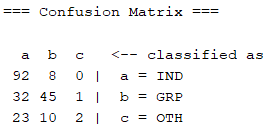 === Confusion Matrix ===
a b c <-- classified as
92 8 0 | a = IND
32 45 1 | b = GRP
23 10 2 | c = OTH